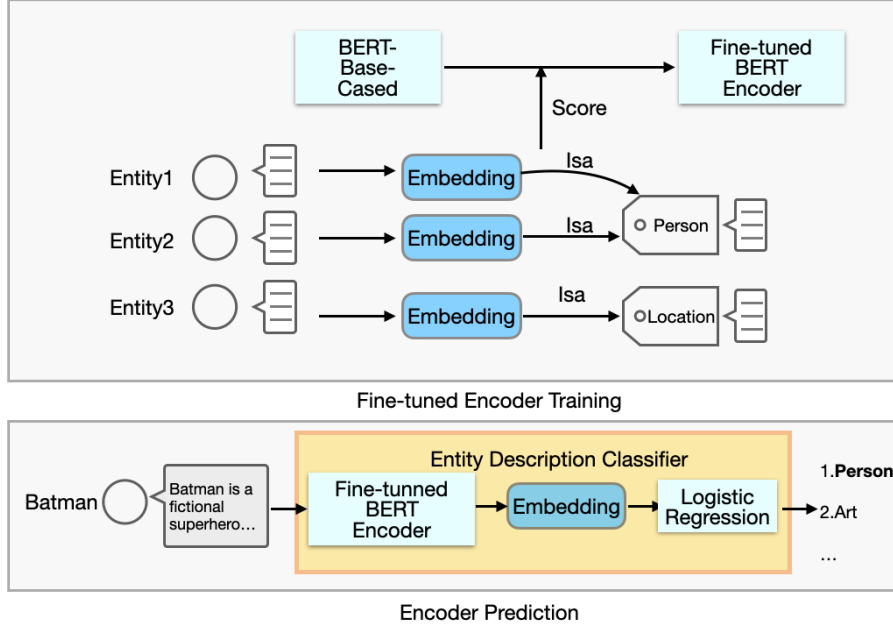 BERT-
Base-
Cased
Fine-tuned
BERT
Encoder
Score
Entity1
Embedding
Isa
Entity2
Embedding
Isa
Person
Entity3
Embedding
Isa
Location
Fine-tuned Encoder Training
Entity Description Classifier
Batman
Batman is a
fictional
superhero...
Fine-tunned
BERT
Encoder
Embedding
Logistic
Regression
1.Person
2.Art
...
Encoder Prediction